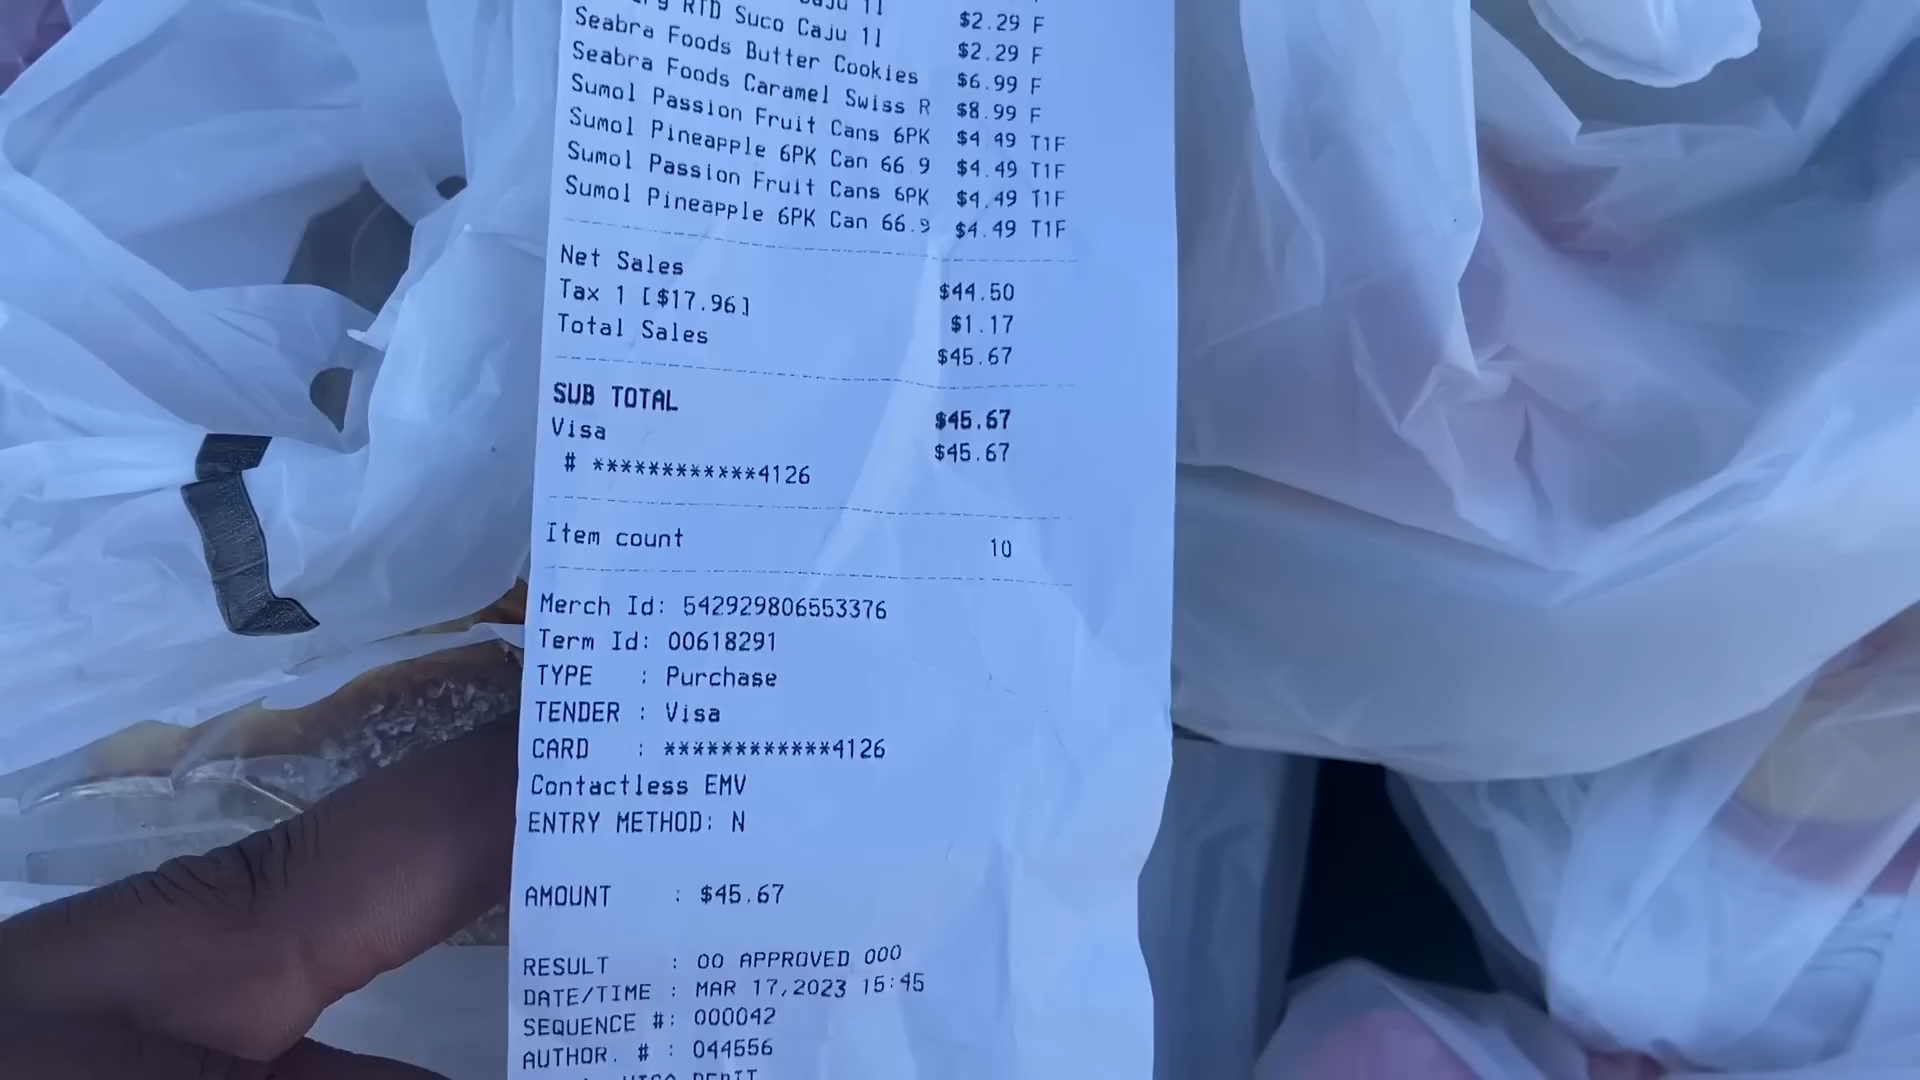 RTD Suco Caju 1l $2.29 F
$2.29 F
Seabra Foods Butter Cookies $6.99 F
Seabra Foods Caramel Swiss R $8.99 F
Sumol Passion Fruit Cans 6PK $4.49 T1F
Sumol Pineapple 6PK Can 66.9 $4.49 T1F
Sumol Passion Fruit Cans 6PK $4.49 T1F
Sumol Pineapple 6PK Can 66.9 $4.49 T1F
Net Sales $44.50
Tax 1 [$17.96] $1.17
Total Sales $45.67
SUB TOTAL $45.67
Visa $45.67
# ************4126
Item count 10
Merch Id: 542929806553376
Term Id: 00618291
TYPE : Purchase
TENDER : Visa
CARD : ************4126
Contactless EMV
ENTRY METHOD: N
AMOUNT : $45.67
RESULT : 00 APPROVED 000
DATE/TIME : MAR 17,2023 15:45
SEQUENCE #: 000042
AUTHOR. # : 044556